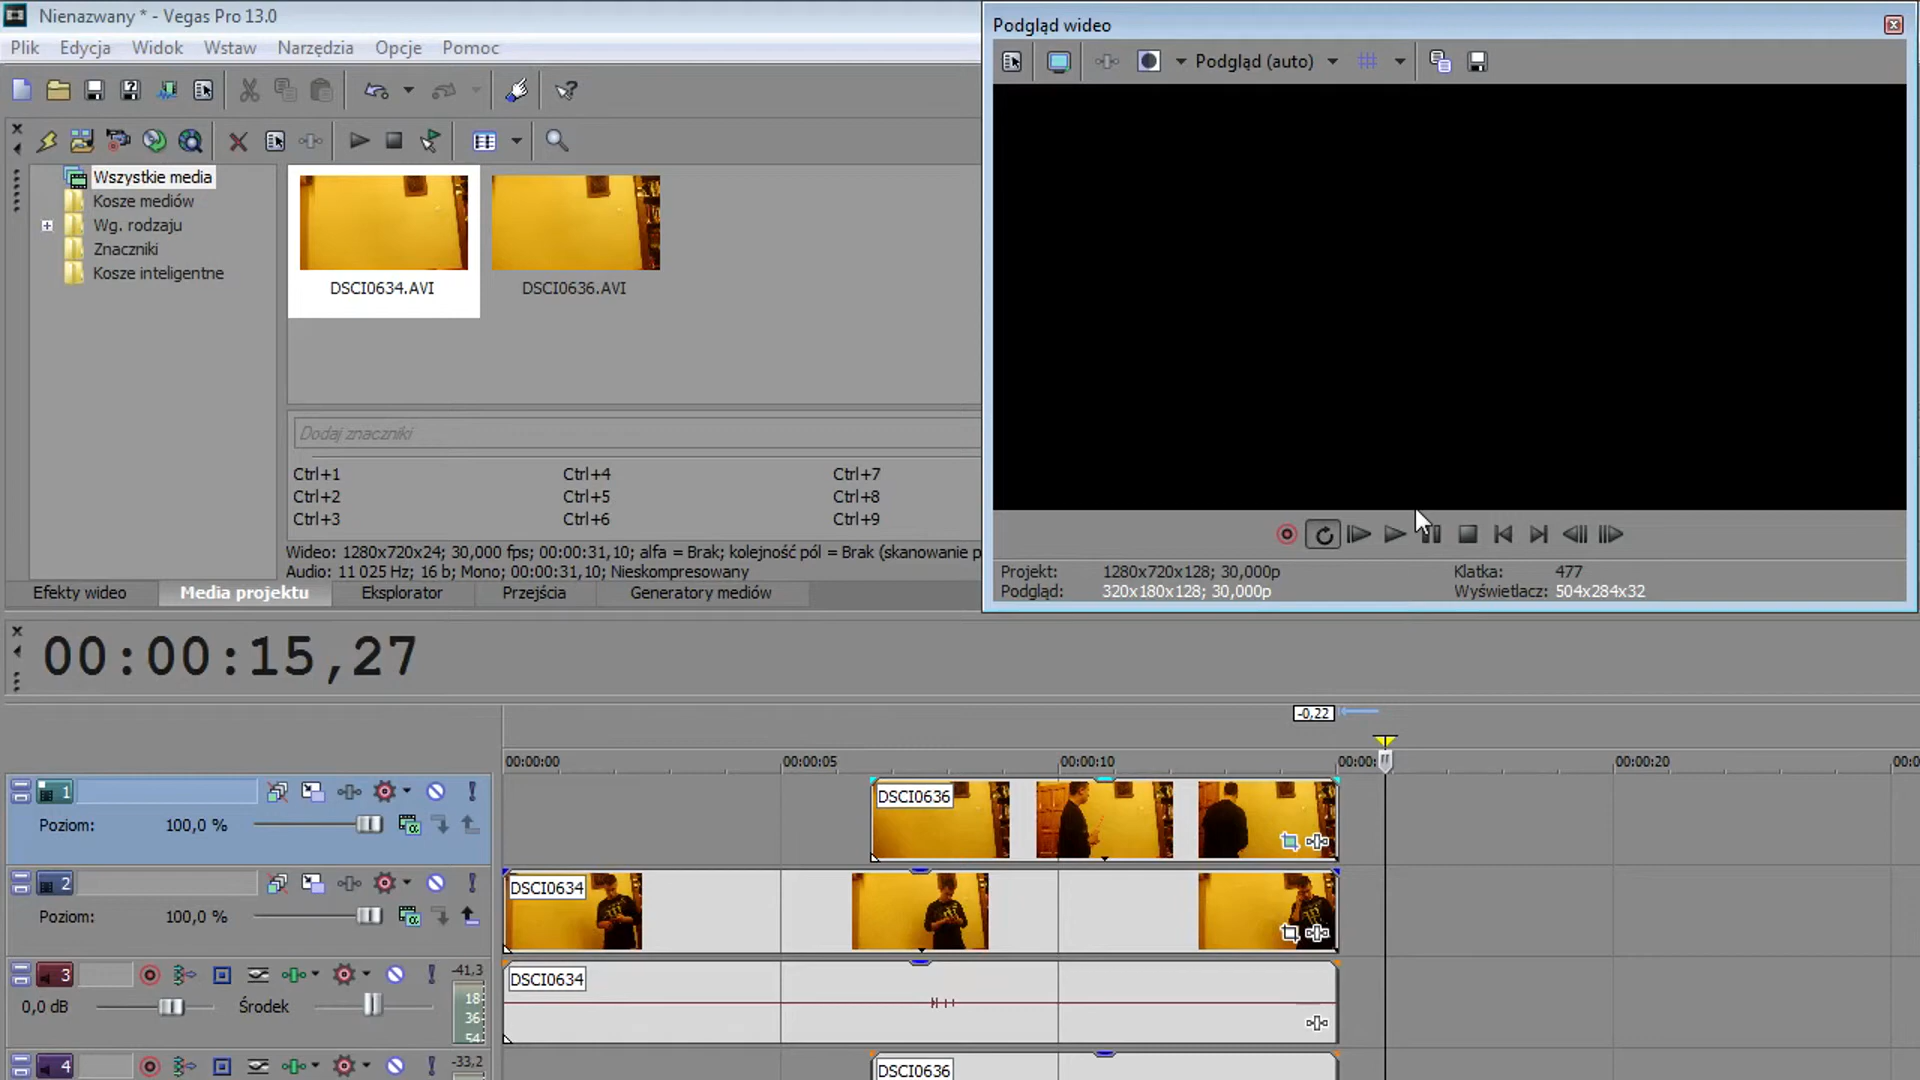 Nienazwany * - Vegas Pro 13.0
Plik Edycja Widok Wstaw Narzędzia Opcje Pomoc
Podgląd wideo
Podgląd (auto)
Wszystkie media
Kosze mediów
Wg. rodzaju
Znaczniki
Kosze inteligentne
DSCI0634.AVI DSCI0636.AVI
Dodaj znaczniki
Ctrl+1 Ctrl+4 Ctrl+7
Ctrl+2 Ctrl+5 Ctrl+8
Ctrl+3 Ctrl+6 Ctrl+9
Wideo: 1280x720x24; 30,000 fps; 00:00:31,10; alfa = Brak; kolejność pól = Brak (skanowanie p
Audio: 11 025 Hz; 16 b; Mono; 00:00:31,10; Nieskompresowany
Efekty wideo Media projektu Eksplorator Przejścia Generatory mediów
Projekt: 1280x720x128; 30,000p Klatka: 477
Podgląd: 320x180x128; 30,000p Wyświetlacz: 504x284x32
00:00:15,27
-0,22
00:00:00 00:00:05 00:00:10 00:00: 00:00:20 00:0
1
DSCI0636
Poziom: 100,0 %
2
DSCI0634
Poziom: 100,0 %
3 -41,3
DSCI0634
0,0 dB Środek 18
36
54
4 -33,2
DSCI0636